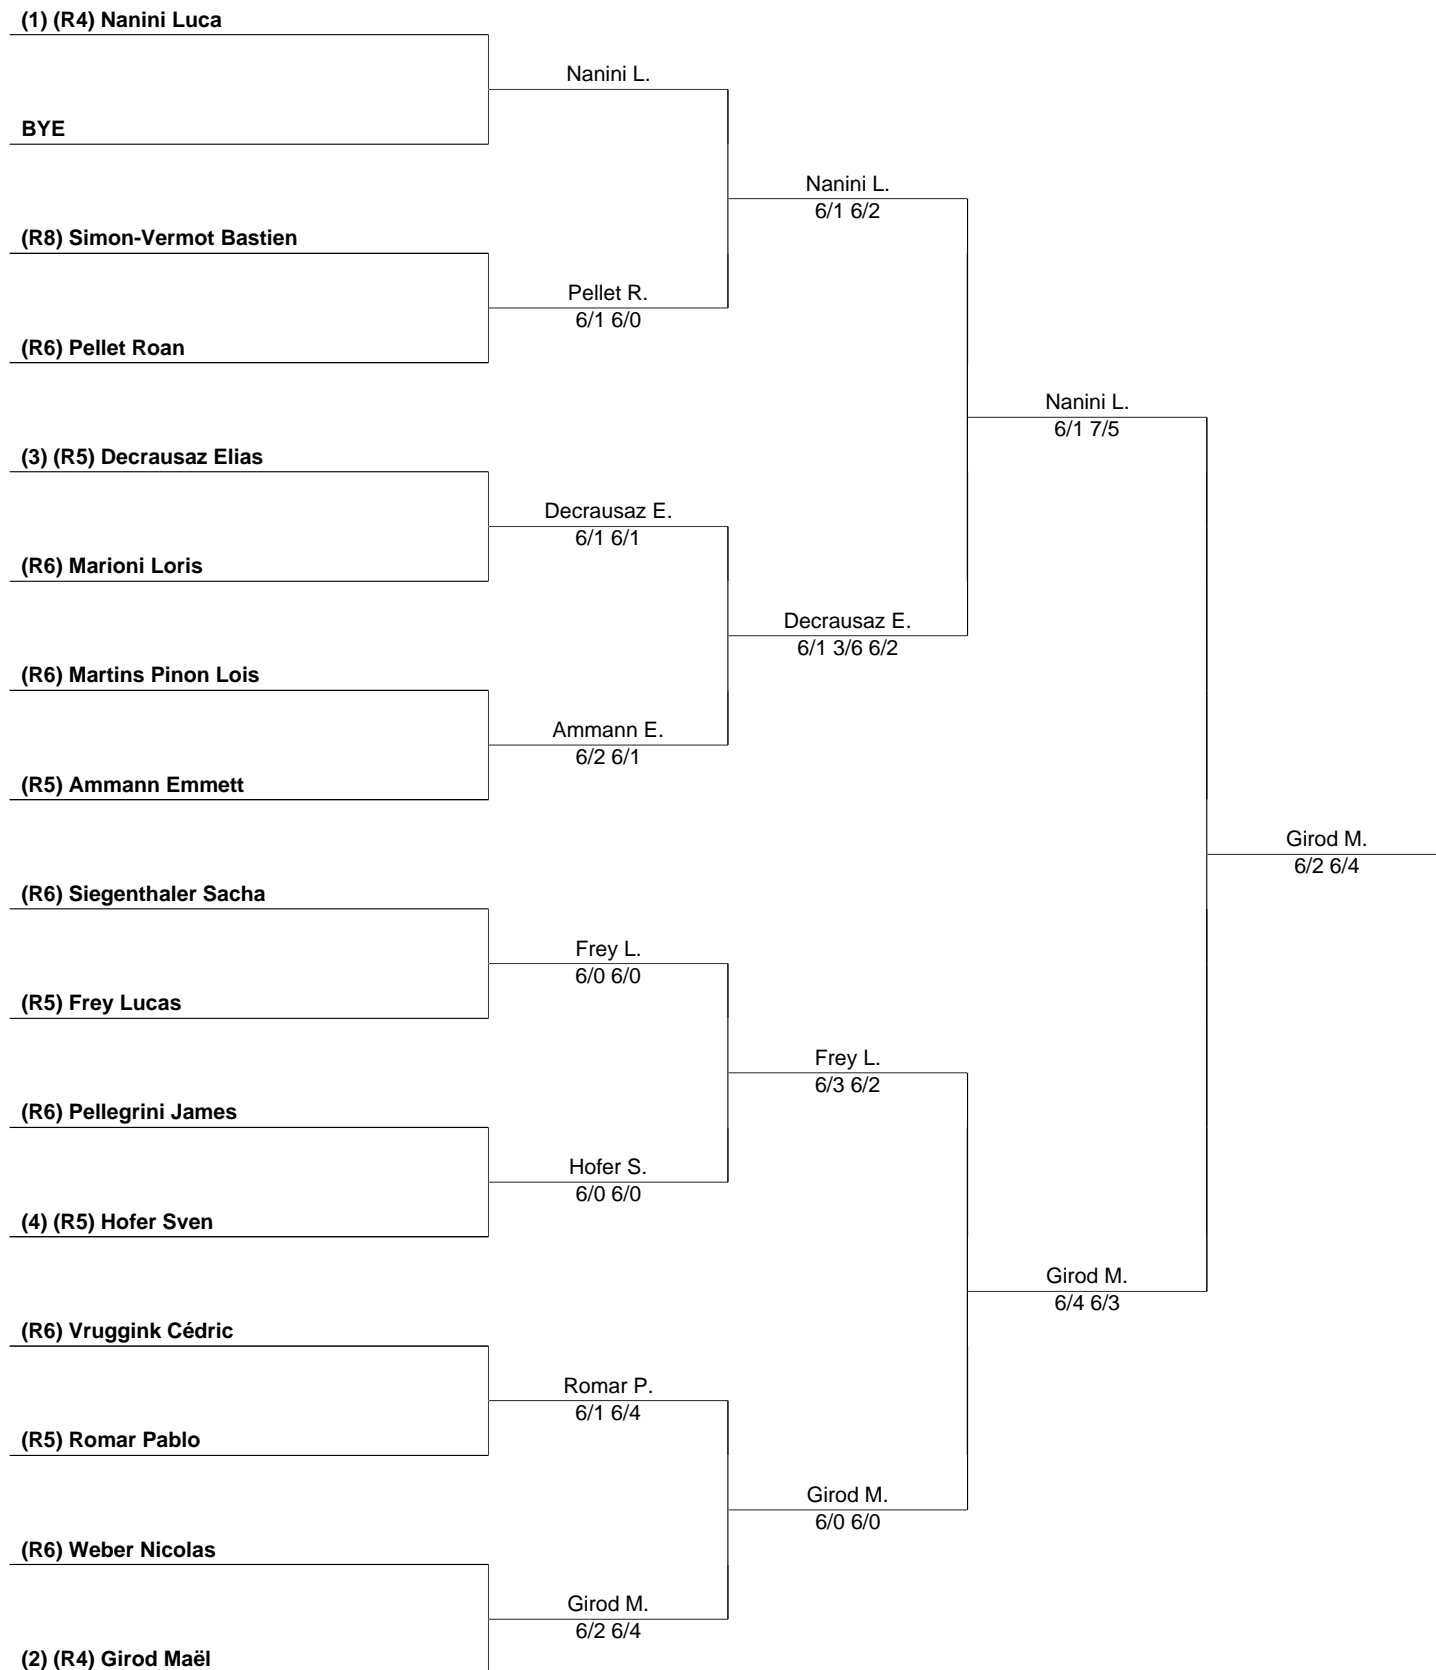 (1) (R4) Nanini Luca
Nanini L.
BYE
Nanini L.
6/1 6/2
(R8) Simon-Vermot Bastien
Pellet R.
6/1 6/0
(R6) Pellet Roan
Nanini L.
6/1 7/5
(3) (R5) Decrausaz Elias
Decrausaz E.
6/1 6/1
(R6) Marioni Loris
Decrausaz E.
6/1 3/6 6/2
(R6) Martins Pinon Lois
Ammann E.
6/2 6/1
(R5) Ammann Emmett
Girod M.
6/2 6/4
(R6) Siegenthaler Sacha
Frey L.
6/0 6/0
(R5) Frey Lucas
Frey L.
6/3 6/2
(R6) Pellegrini James
Hofer S.
6/0 6/0
(4) (R5) Hofer Sven
Girod M.
6/4 6/3
(R6) Vruggink Cédric
Romar P.
6/1 6/4
(R5) Romar Pablo
Girod M.
6/0 6/0
(R6) Weber Nicolas
Girod M.
6/2 6/4
(2) (R4) Girod Maël